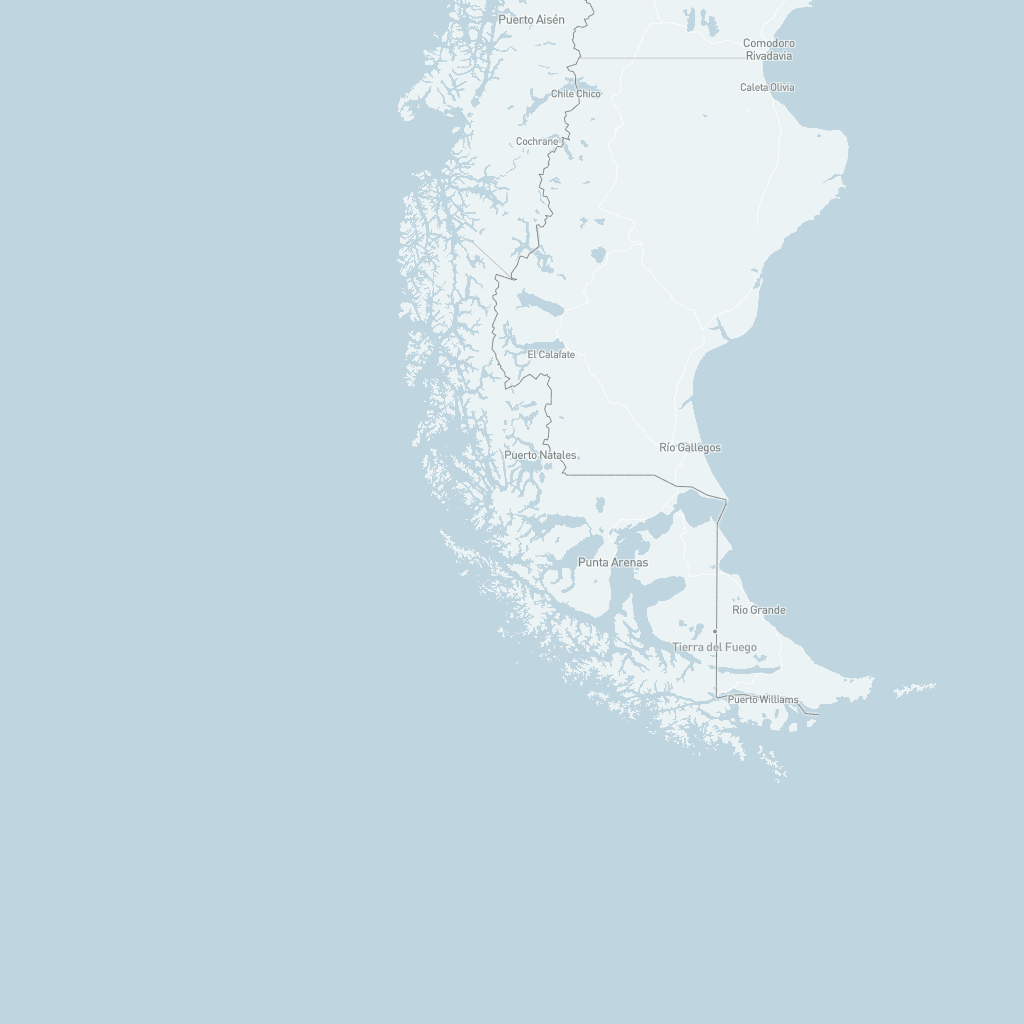 Puerto Aisén
Comodoro
Rivadavia
Caleta Olivia
Chile Chico
Cochrane
El Calafate
Río Gallegos
Puerto Natales
Punta Arenas
Río Grande
Tierra del Fuego
Puerto Williams